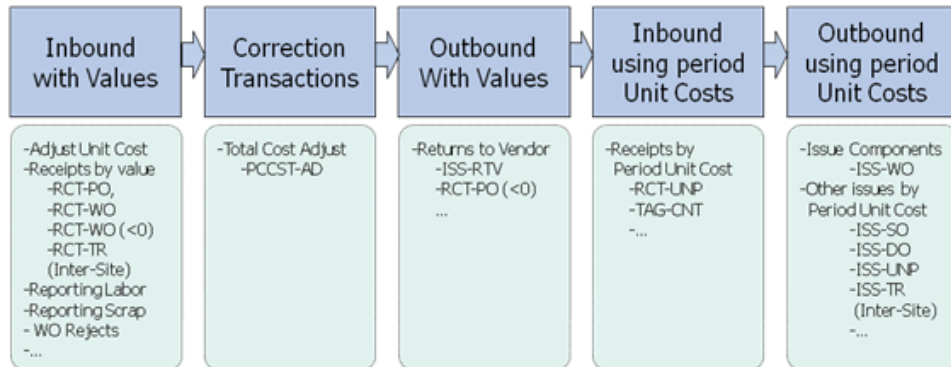 Inbound
with Values
Correction
Transactions
Outbound
With Values
Inbound
using period
Unit Costs
Outbound
using period
Unit Costs
-Adjust Unit Cost
-Receipts by value
-RCT-PO,
-RCT-WO
-RCT-WO (<0)
-RCT-TR
(Inter-Site)
-Reporting Labor
-Reporting Scrap
- WO Rejects
-...
-Total Cost Adjust
-PCCST-AD
-Returns to Vendor
-ISS-RTV
-RCT-PO (<0)
...
-Receipts by
Period Unit Cost
-RCT-UNP
-TAG-CNT
-...
-Issue Components
-ISS-WO
-Other issues by
Period Unit Cost
-ISS-SO
-ISS-DO
-ISS-UNP
-ISS-TR
(Inter-Site)
-...